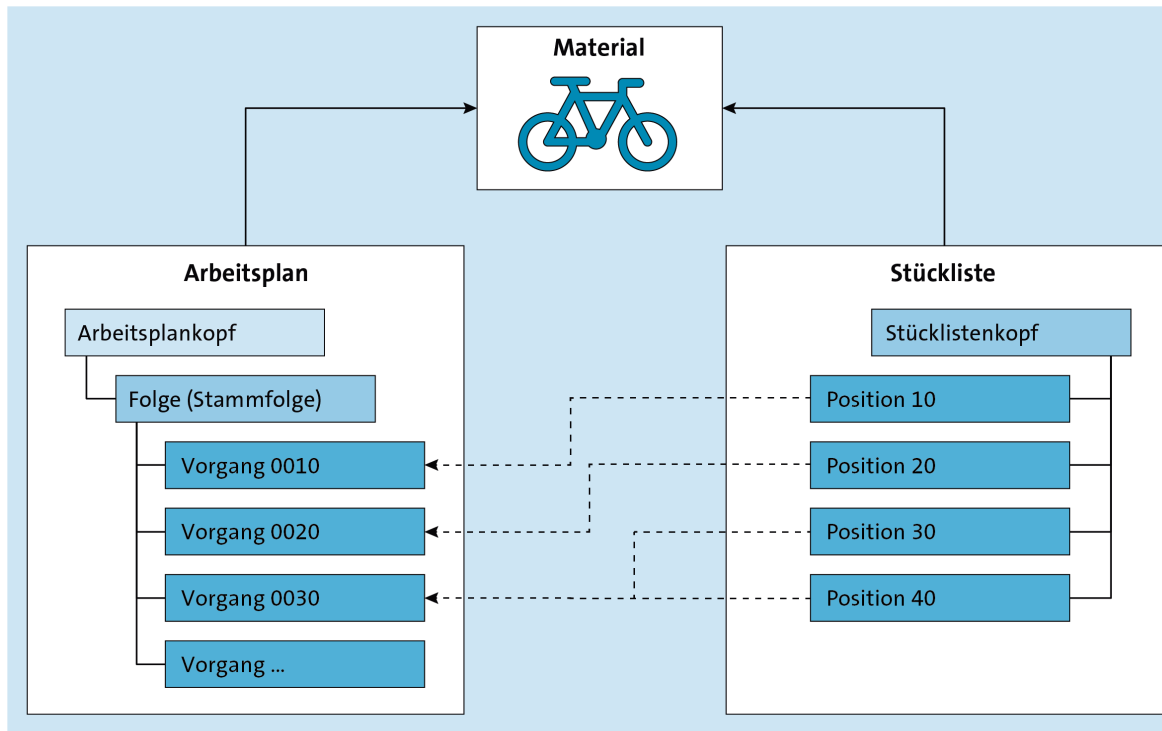 Material
Arbeitsplan
Arbeitsplankopf
Folge (Stammfolge)
Vorgang 0010
Vorgang 0020
Vorgang 0030
Vorgang ...
Stückliste
Stücklistenkopf
Position 10
Position 20
Position 30
Position 40